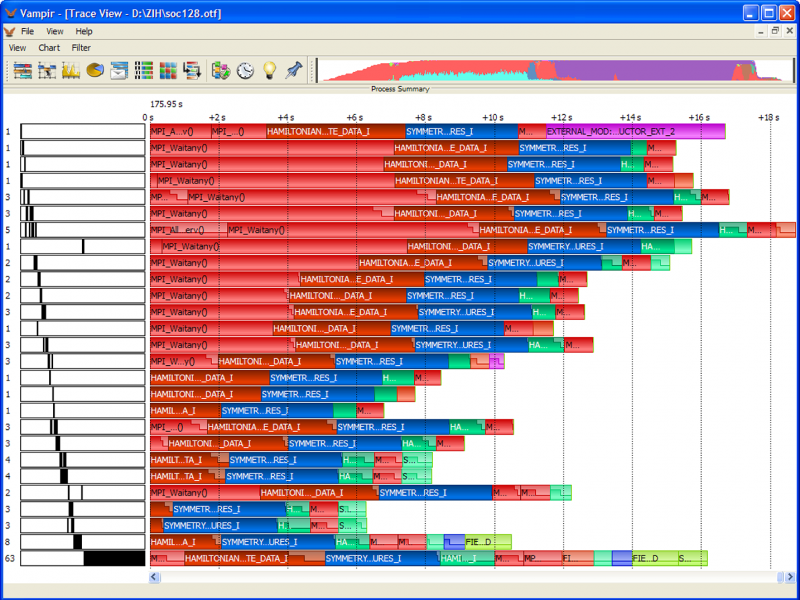 Vampir - [Trace View - D:\ZIH\soc128.otf]
File View Help
View Chart Filter
Process Summary
175.95 s
0 s +2 s +4 s +6 s +8 s +10 s +12 s +14 s +16 s +18 s
1 MPI_A...v() MPI_...() HAMILTONIAN...TE_DATA_I SYMMETR...RES_I M... EXTERNAL_MOD:...UCTOR_EXT_2
1 MPI_Waitany() HAMILTONIA...E_DATA_I SYMMETR...RES_I M...
1 MPI_Waitany() HAMILTONI..._DATA_I SYMMETR...RES_I H... M...
1 MPI_Waitany() HAMILTONIAN...TE_DATA_I SYMMETR...RES_I M...
3 MP... MPI_Waitany() HAMILTONIA...E_DATA_I SYMMETR...RES_I H... M...
3 MPI_Waitany() HAMILTONI..._DATA_I SYMMETR...RES_I H... M...
5 MPI_All...erv() MPI_Waitany() HAMILTONIA...E_DATA_I SYMMETR...RES_I H... M...
1 MPI_Waitany() HAMILTONI..._DATA_I SYMMETRY...URES_I HA...
2 MPI_Waitany() HAMILTONIA...E_DATA_I SYMMETRY...URES_I M...
2 MPI_Waitany() HAMILTONIA...E_DATA_I SYMMETR...RES_I M...
2 MPI_Waitany() HAMILTONI..._DATA_I SYMMETR...RES_I H... M...
3 MPI_Waitany() HAMILTONIA...E_DATA_I SYMMETRY...URES_I H... M...
1 MPI_Waitany() HAMILTONI..._DATA_I SYMMETR...RES_I M...
3 MPI_Waitany() HAMILTONI..._DATA_I SYMMETRY...URES_I HA... M...
3 MPI_W...y() HAMILTONI..._DATA_I SYMMETR...RES_I
1 HAMILTONI..._DATA_I SYMMETR...RES_I H... M...
1 HAMILTONI..._DATA_I SYMMETR...RES_I
1 HAMIL...A_I SYMMETR...RES_I M...
3 MPI_...() HAMILTONIA...E_DATA_I SYMMETR...RES_I HA... M...
3 HAMILTONI..._DATA_I SYMMETR...RES_I HA... M...
4 HAMILT...TA_I SYMMETR...RES_I H... M... S...
4 HAMILT...TA_I SYMMETR...RES_I HA... M... S...
2 MPI_Waitany() HAMILTONI..._DATA_I SYMMETR...RES_I M... M...
3 SYMMETR...RES_I H... M... S...
3 SYMMETRY...URES_I H... M... S...
8 HAMIL...A_I SYMMETRY...URES_I HA... M... M... FIE...D
63 M... HAMILTONIAN...TE_DATA_I SYMMETRY...URES_I HAMI..._I M... MP... FI... FIE...D S...